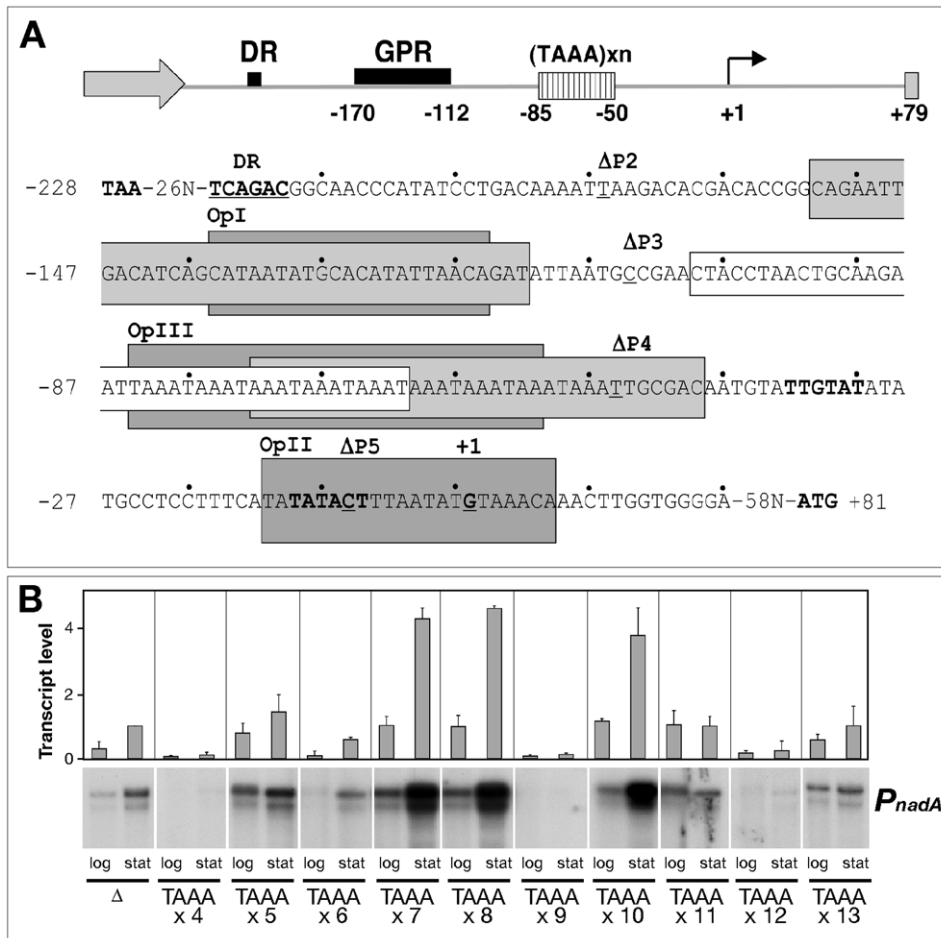 A
DR GPR (TAAA)xn
-170 -112 -85 -50 +1 +79
DR ΔP2
-228 TAA-26N-TCAGACGGCAACCCATATCCTGACAAAATTAAGACACGACACCGGCAGAATT
OpI ΔP3
-147 GACATCAGCATAATATGCACATATTAACAGATATTAATGCCGAACTACCTAACTGCAAGA
OpIII ΔP4
-87 ATTAAATAAATAAATAAATAAATAAATAAATAAATAAATTGCGACAATGTATTGTATATA
OpII ΔP5 +1
-27 TGCCTCCTTTCATATATACTTTAATATGTAAACAAACTTGGTGGGGA-58N-ATG +81
B
Transcript level
4
2
0
PnadA
log stat log stat log stat log stat log stat log stat log stat log stat log stat log stat log stat
Δ TAAA TAAA TAAA TAAA TAAA TAAA TAAA TAAA TAAA TAAA
x 4 x 5 x 6 x 7 x 8 x 9 x 10 x 11 x 12 x 13